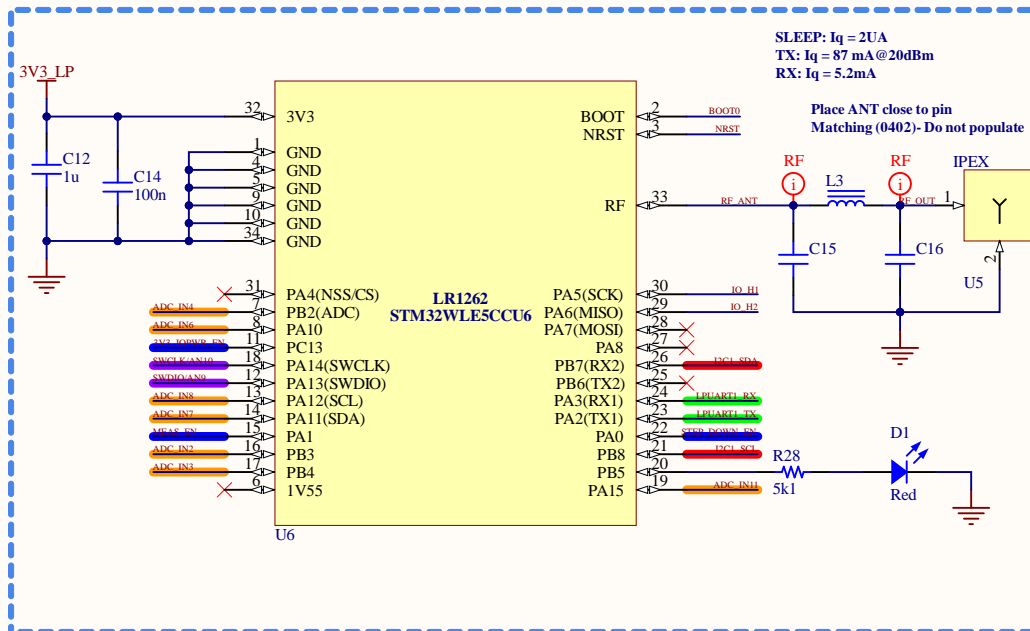 SLEEP: Iq = 2UA
TX: Iq = 87 mA@20dBm
RX: Iq = 5.2mA
Place ANT close to pin
Matching (0402)- Do not populate
3V3_LP
C12
1u
C14
100n
32 3V3
1 GND
4 GND
5 GND
9 GND
10 GND
34 GND
31 PA4(NSS/CS)
ADC_IN4 7 PB2(ADC)
ADC_IN6 8 PA10
3V3_IOPWR_EN 11 PC13
SWCLK/AN10 18 PA14(SWCLK)
SWDIO/AN9 12 PA13(SWDIO)
ADC_IN8 13 PA12(SCL)
ADC_IN7 14 PA11(SDA)
MEAS_EN 15 PA1
ADC_IN2 16 PB3
ADC_IN3 17 PB4
6 1V55
LR1262
STM32WLE5CCU6
U6
BOOT 2 BOOT0
NRST 3 NRST
RF 33 RF_ANT
PA5(SCK) 30 IO_H1
PA6(MISO) 29 IO_H2
PA7(MOSI) 28
PA8 27
PB7(RX2) 26 I2C1_SDA
PB6(TX2) 25
PA3(RX1) 24 LPUART1_RX
PA2(TX1) 23 LPUART1_TX
PA0 22 STEP_DOWN_EN
PB8 21 I2C1_SCL
PB5 20
PA15 19 ADC_IN11
RF
i
L3
RF
i
RF_OUT
1
IPEX
2
U5
C15
C16
R28
5k1
D1
Red